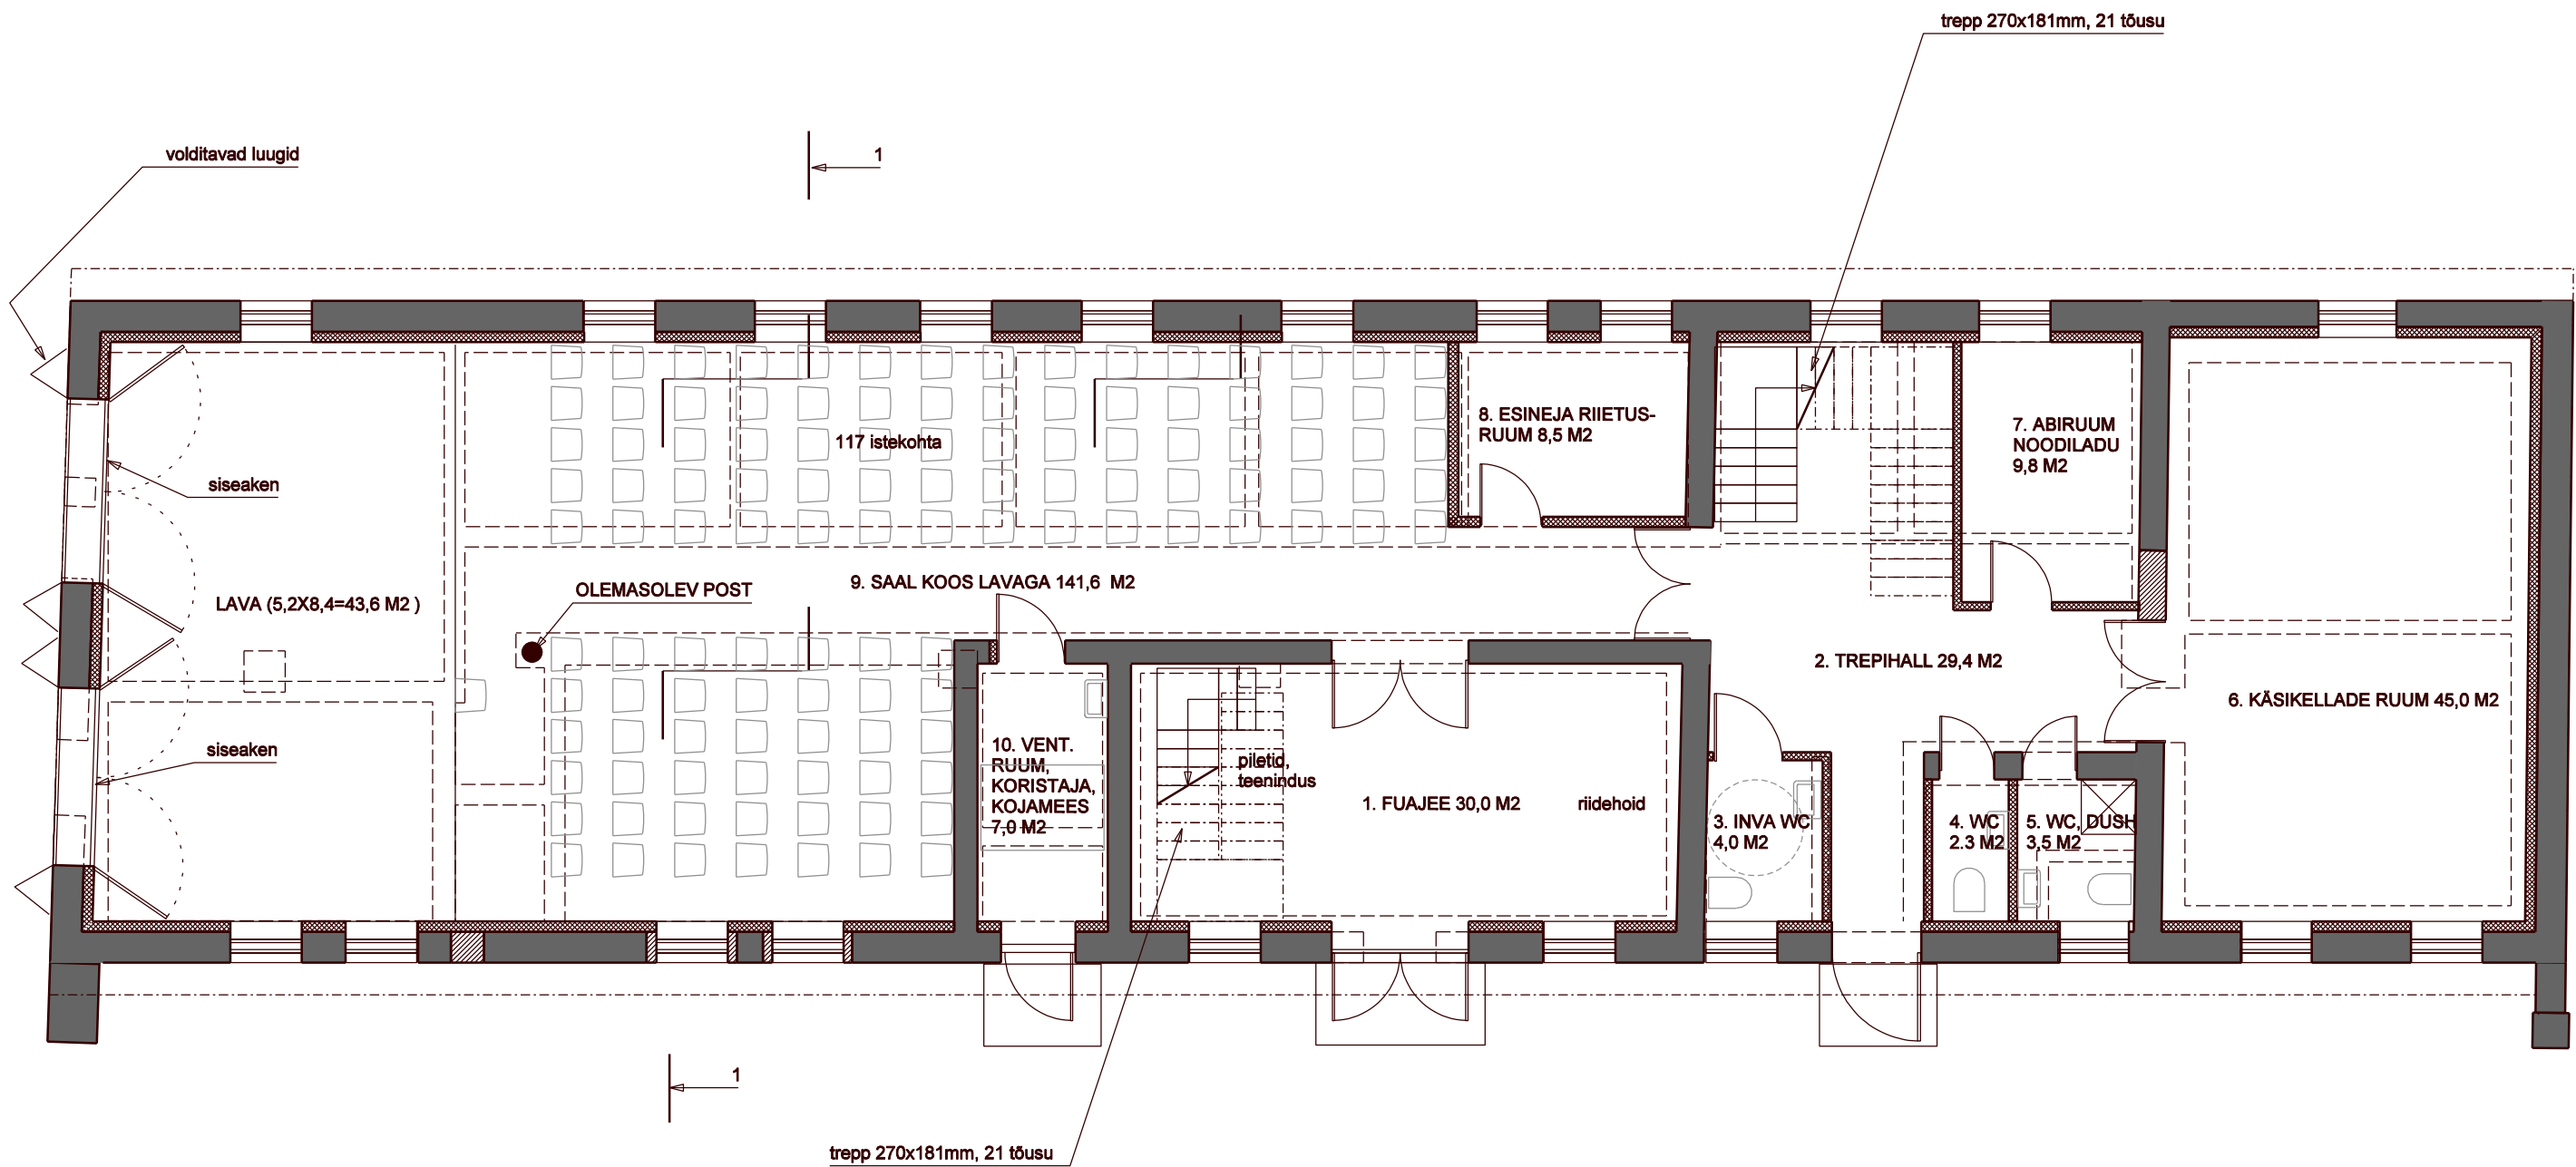 trepp 270x181mm, 21 tõusu
volditavad luugid
1
8. ESINEJA RIIETUS-
RUUM 8,5 M2
7. ABIRUUM
NOODILADU
9,8 M2
117 istekohta
siseaken
OLEMASOLEV POST
9. SAAL KOOS LAVAGA 141,6 M2
LAVA (5,2X8,4=43,6 M2 )
2. TREPIHALL 29,4 M2
6. KÄSIKELLADE RUUM 45,0 M2
siseaken
10. VENT.
RUUM,
KORISTAJA,
KOJAMEES
7,0 M2
piletid,
teenindus
1. FUAJEE 30,0 M2
riidehoid
3. INVA WC
4,0 M2
4. WC
2.3 M2
5. WC, DUSH
3,5 M2
1
trepp 270x181mm, 21 tõusu